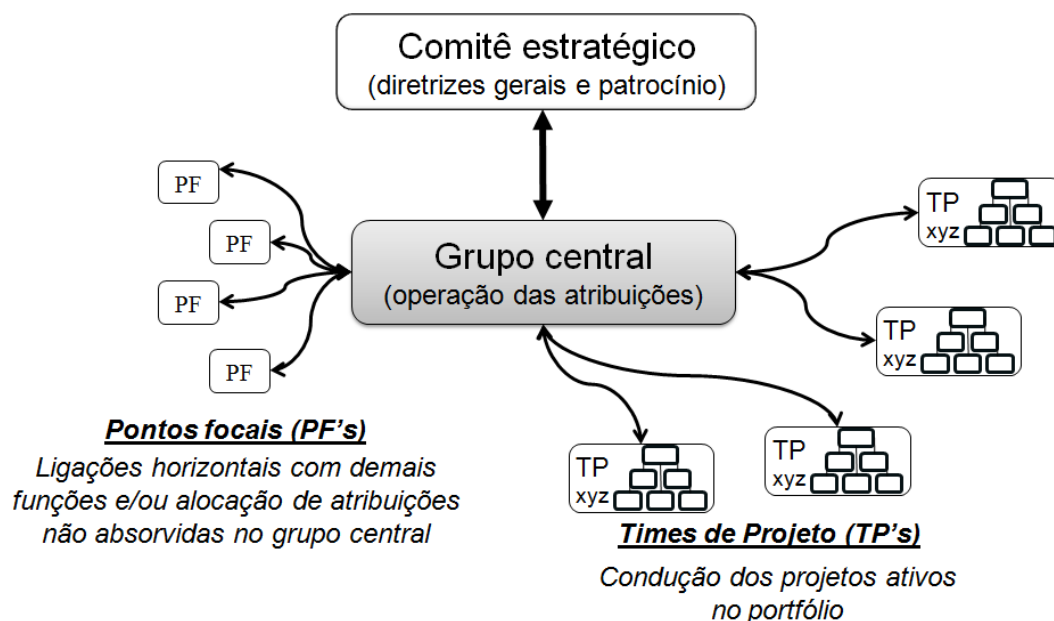 Comitê estratégico
(diretrizes gerais e patrocínio)
PF
PF
PF
PF
Grupo central
(operação das atribuições)
TP
xyz
TP
xyz
TP
xyz
TP
xyz
Pontos focais (PF's)
Ligações horizontais com demais
funções e/ou alocação de atribuições
não absorvidas no grupo central
Times de Projeto (TP's)
Condução dos projetos ativos
no portfólio